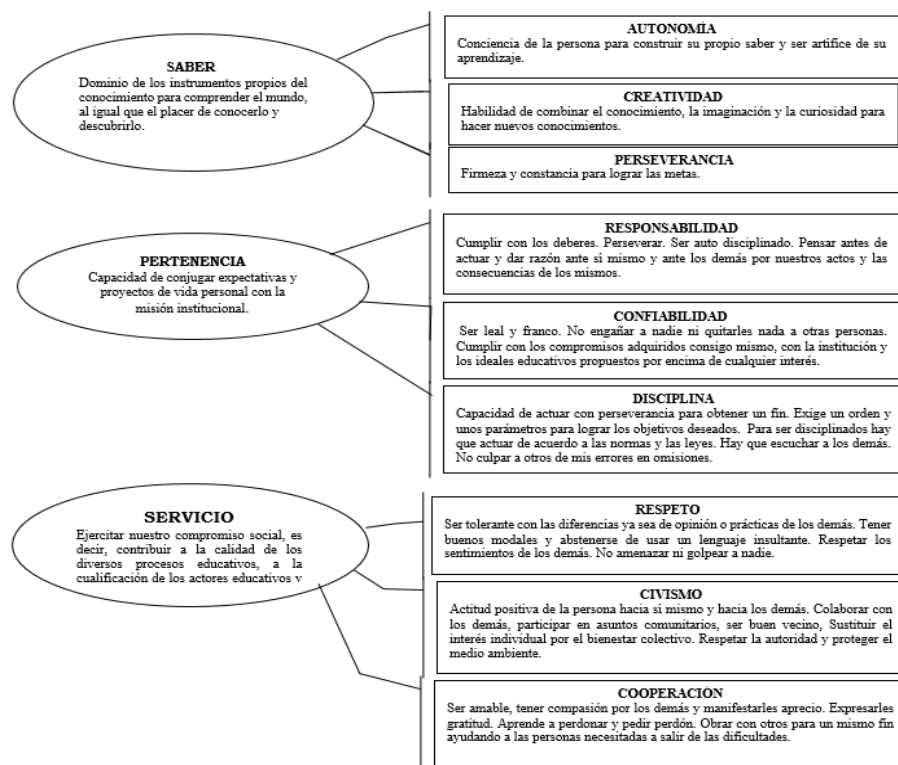 SABER
Dominio de los instrumentos propios del
conocimiento para comprender el mundo,
al igual que el placer de conocerlo y
descubrirlo.
AUTONOMÍA
Conciencia de la persona para construir su propio saber y ser artífice de su
aprendizaje.
CREATIVIDAD
Habilidad de combinar el conocimiento, la imaginación y la curiosidad para
hacer nuevos conocimientos.
PERSEVERANCIA
Firmeza y constancia para lograr las metas.
PERTENENCIA
Capacidad de conjugar expectativas y
proyectos de vida personal con la
misión institucional.
RESPONSABILIDAD
Cumplir con los deberes. Perseverar. Ser auto disciplinado. Pensar antes de
actuar y dar razón ante sí mismo y ante los demás por nuestros actos y las
consecuencias de los mismos.
CONFIABILIDAD
Ser leal y franco. No engañar a nadie ni quitarles nada a otras personas.
Cumplir con los compromisos adquiridos consigo mismo, con la institución y
los ideales educativos propuestos por encima de cualquier interés.
DISCIPLINA
Capacidad de actuar con perseverancia para obtener un fin. Exige un orden y
unos parámetros para lograr los objetivos deseados. Para ser disciplinados hay
que actuar de acuerdo a las normas y las leyes. Hay que escuchar a los demás.
No culpar a otros de mis errores en omisiones.
SERVICIO
Ejercitar nuestro compromiso social, es
decir, contribuir a la calidad de los
diversos procesos educativos, a la
cualificación de los actores educativos y
RESPETO
Ser tolerante con las diferencias ya sea de opinión o prácticas de los demás. Tener
buenos modales y abstenerse de usar un lenguaje insultante. Respetar los
sentimientos de los demás. No amenazar ni golpear a nadie.
CIVISMO
Actitud positiva de la persona hacia sí mismo y hacia los demás. Colaborar con
los demás, participar en asuntos comunitarios, ser buen vecino, Sustituir el
interés individual por el bienestar colectivo. Respetar la autoridad y proteger el
medio ambiente.
COOPERACIÓN
Ser amable, tener compasión por los demás y manifestarles aprecio. Expresarles
gratitud. Aprende a perdonar y pedir perdón. Obrar con otros para un mismo fin
ayudando a las personas necesitadas a salir de las dificultades.